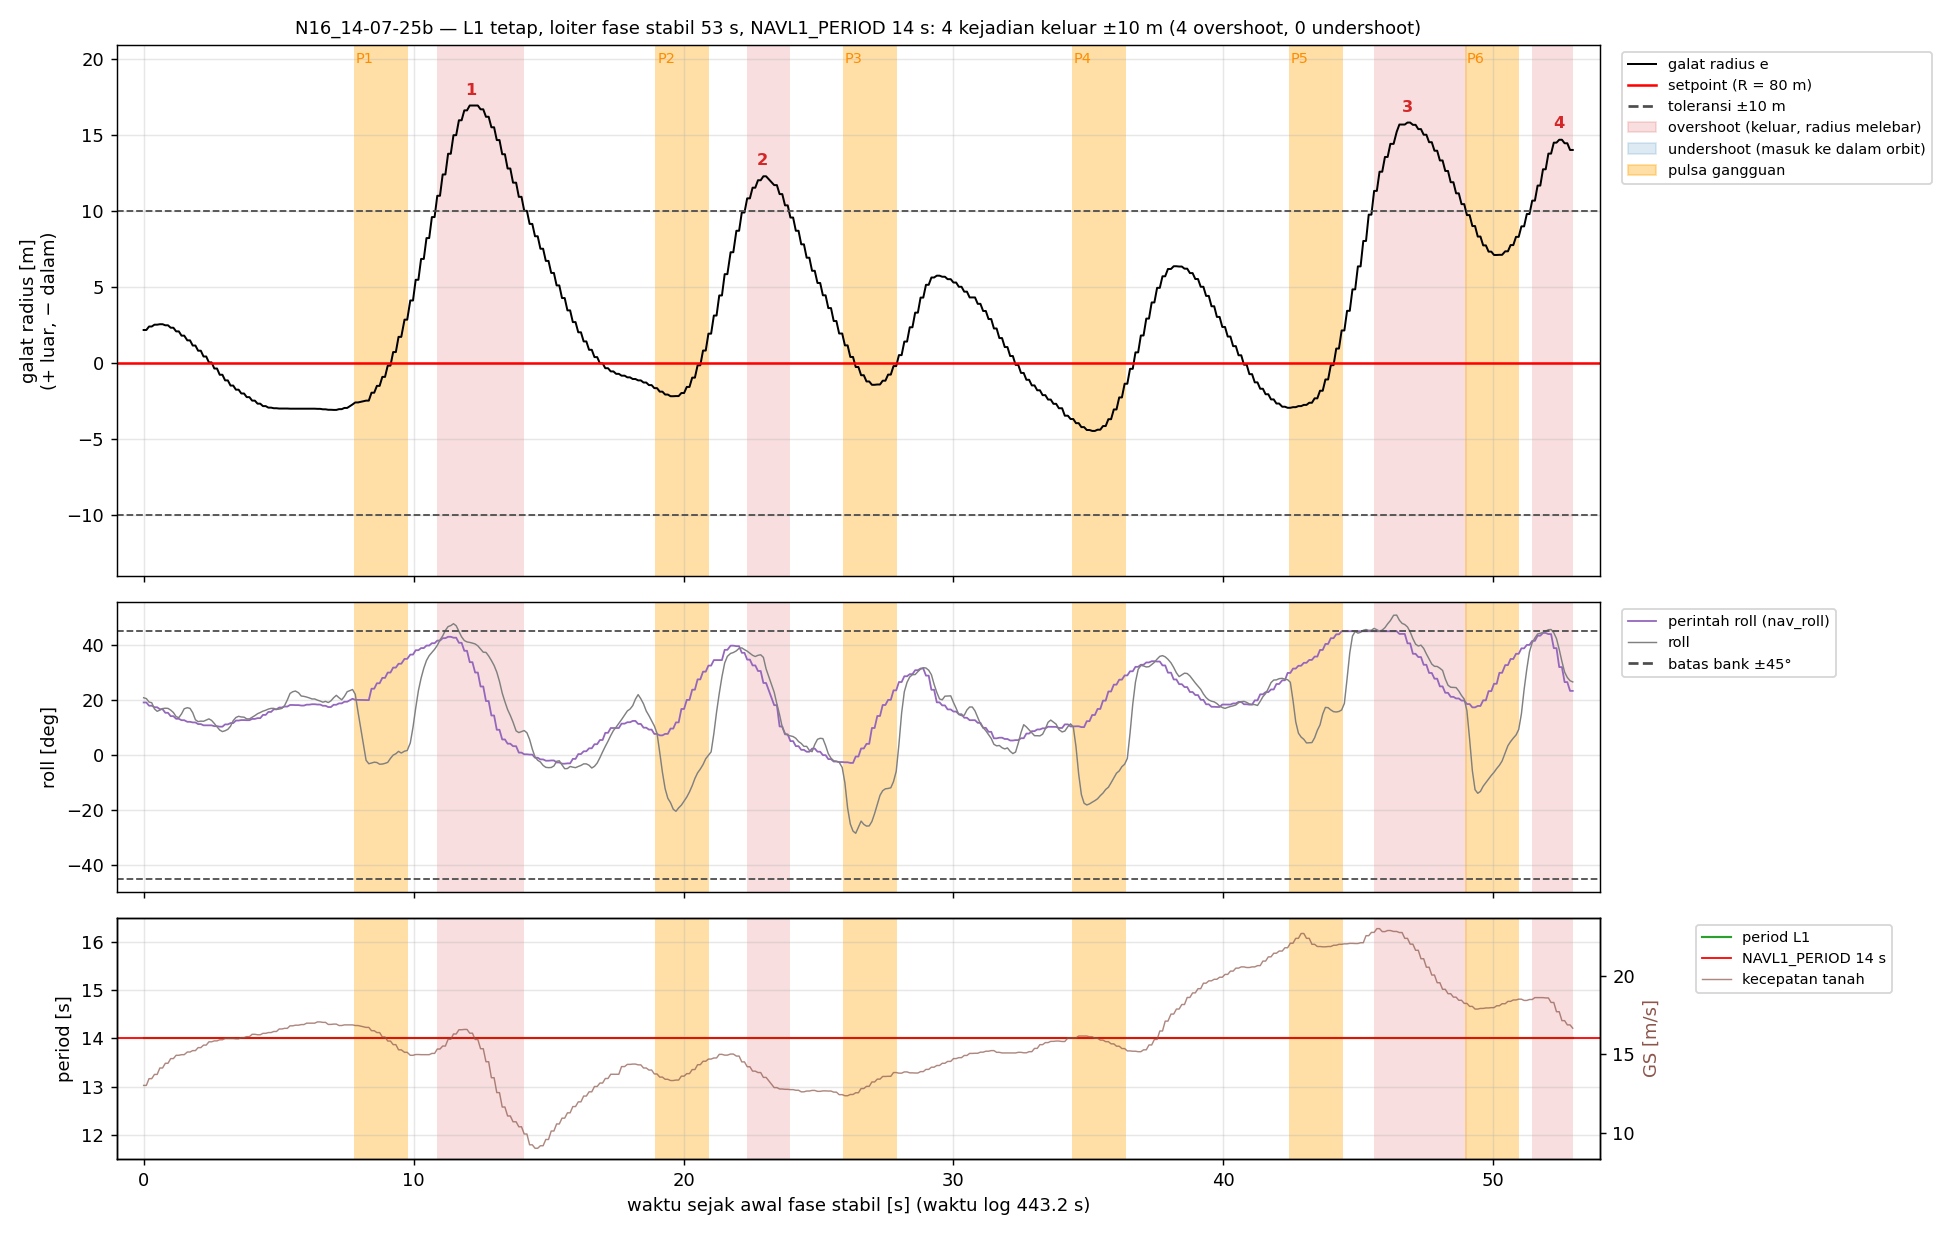 N16_14-07-25b — L1 tetap, loiter fase stabil 53 s, NAVL1_PERIOD 14 s: 4 kejadian keluar ±10 m (4 overshoot, 0 undershoot)
P1
P2
P3
P4
P5
P6
1
2
3
4
20
15
10
5
0
−5
−10
galat radius [m]
(+ luar, − dalam)
galat radius e
setpoint (R = 80 m)
toleransi ±10 m
overshoot (keluar, radius melebar)
undershoot (masuk ke dalam orbit)
pulsa gangguan
40
20
0
−20
−40
roll [deg]
perintah roll (nav_roll)
roll
batas bank ±45°
16
15
14
13
12
period [s]
20
15
10
GS [m/s]
period L1
NAVL1_PERIOD 14 s
kecepatan tanah
0
10
20
30
40
50
waktu sejak awal fase stabil [s] (waktu log 443.2 s)